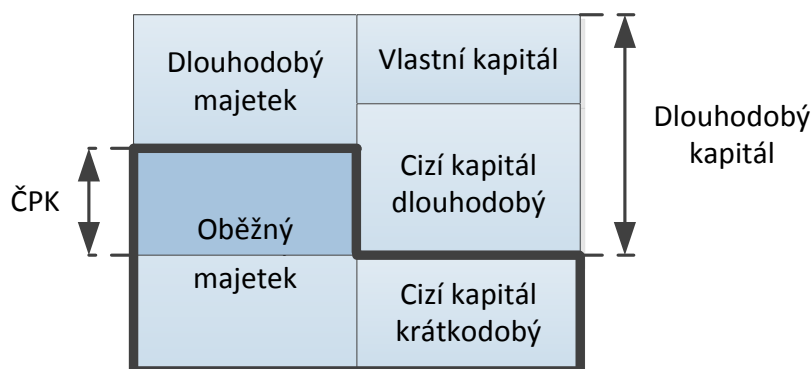 Dlouhodobý
majetek
Vlastní kapitál
Dlouhodobý
kapitál
ČPK
Oběžný
majetek
Cizí kapitál
dlouhodobý
Cizí kapitál
krátkodobý